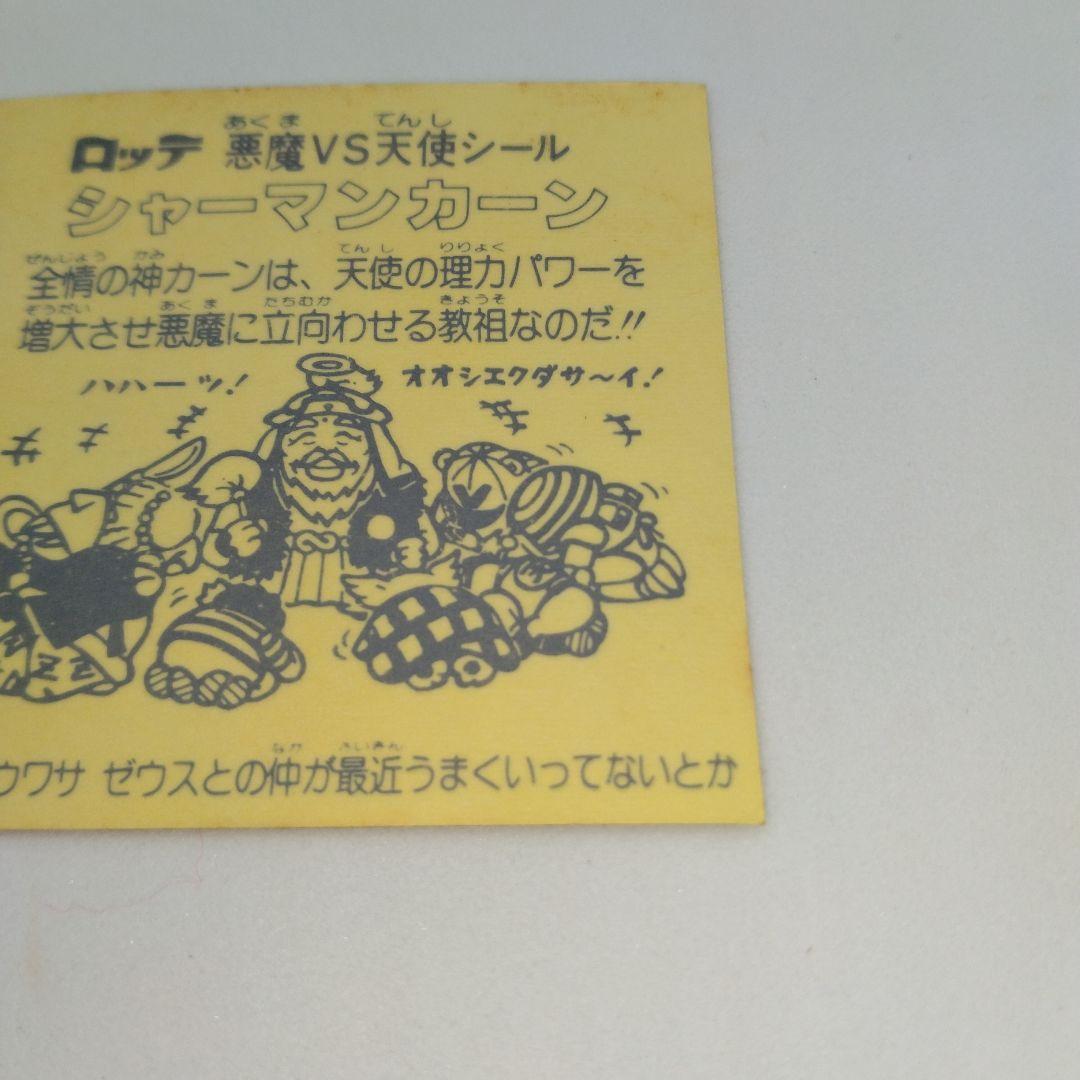 ロッテ 悪魔VS天使シール
シャーマンカーン
全情の神カーンは、天使の理力パワーを
増大させ悪魔に立向わせる教祖なのだ!!
ハハーッ!
オオシエクダサ〜イ!
ウワサ ゼウスとの仲が最近うまくいってないとか